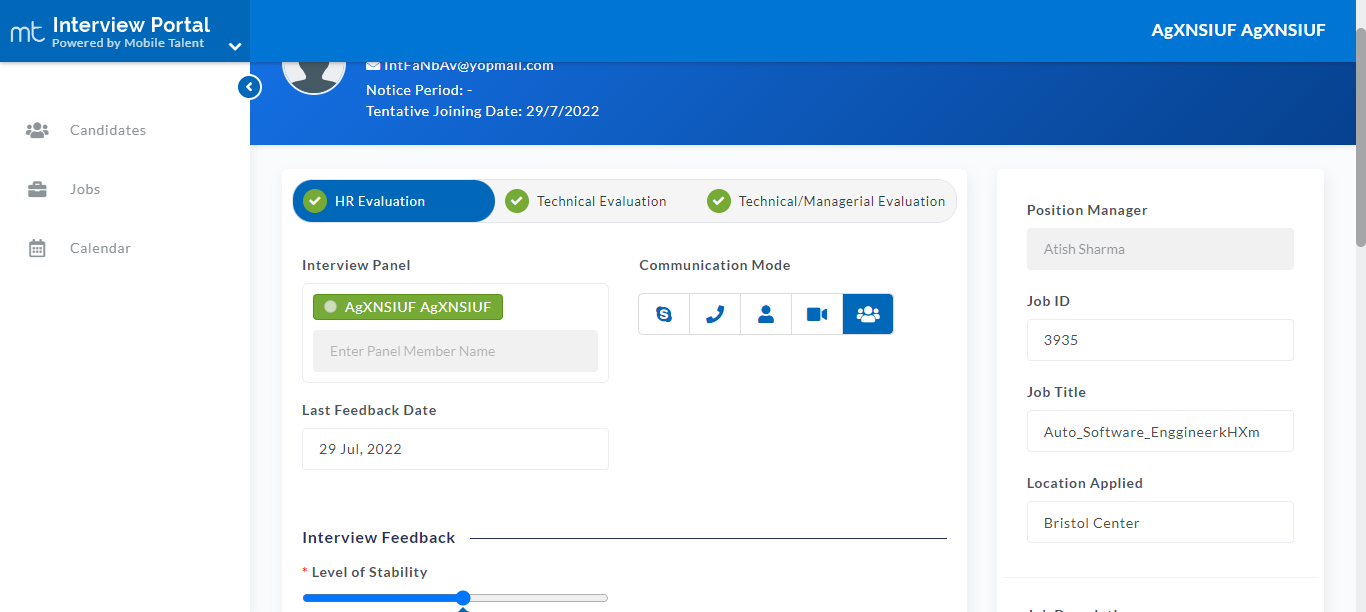 mt Interview Portal
Powered by Mobile Talent
AgXNSIUF AgXNSIUF
IntFaNbAv@yopmail.com
Notice Period: -
Tentative Joining Date: 29/7/2022
Candidates
Jobs
Calendar
HR Evaluation
Technical Evaluation
Technical/Managerial Evaluation
Interview Panel
AgXNSIUF AgXNSIUF
Enter Panel Member Name
Communication Mode
Last Feedback Date
29 Jul, 2022
Interview Feedback
* Level of Stability
Position Manager
Atish Sharma
Job ID
3935
Job Title
Auto_Software_EnggineerkHXm
Location Applied
Bristol Center